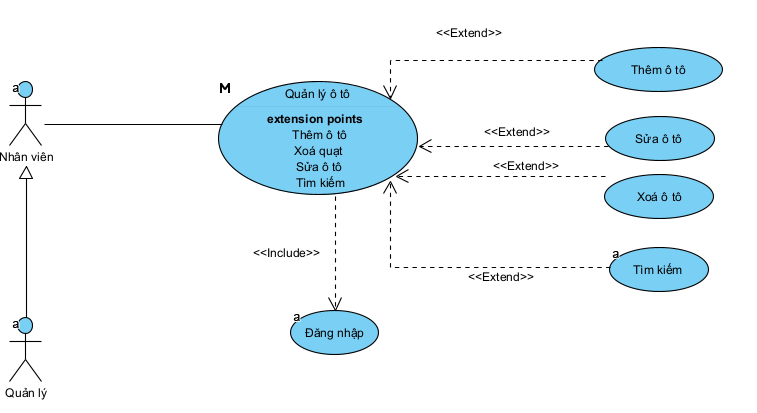 <<Extend>>
a
M
Quản lý ô tô
Thêm ô tô
extension points
Thêm ô tô
Xoá quạt
Sửa ô tô
Tìm kiếm
<<Extend>>
Sửa ô tô
Nhân viên
<<Extend>>
Xoá ô tô
<<Include>>
a
Tìm kiếm
<<Extend>>
a
a
Đăng nhập
Quản lý